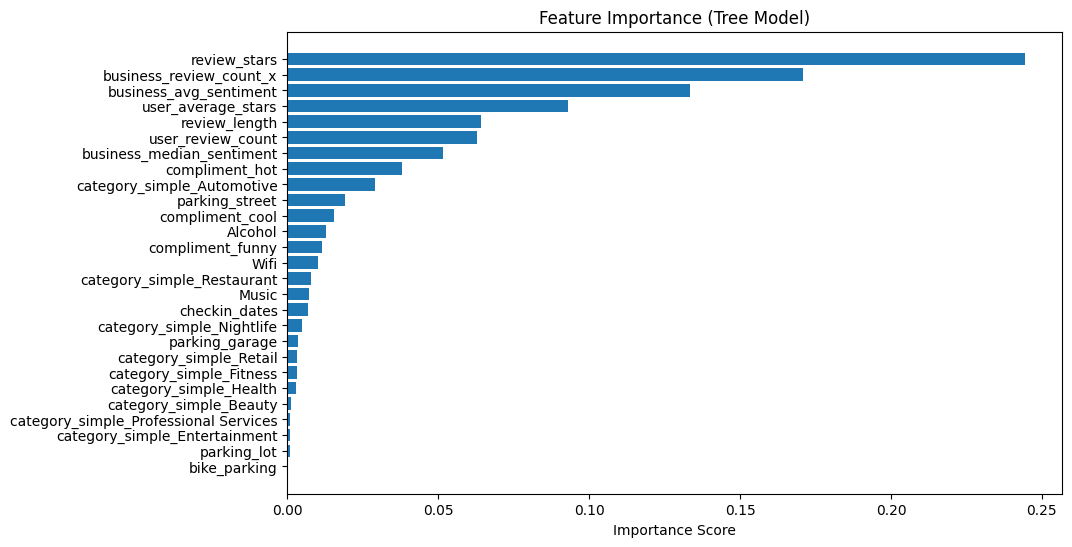 Feature Importance (Tree Model)
review_stars
business_review_count_x
business_avg_sentiment
user_average_stars
review_length
user_review_count
business_median_sentiment
compliment_hot
category_simple_Automotive
parking_street
compliment_cool
Alcohol
compliment_funny
Wifi
category_simple_Restaurant
Music
checkin_dates
category_simple_Nightlife
parking_garage
category_simple_Retail
category_simple_Fitness
category_simple_Health
category_simple_Beauty
category_simple_Professional Services
category_simple_Entertainment
parking_lot
bike_parking
0.00 0.05 0.10 0.15 0.20 0.25
Importance Score